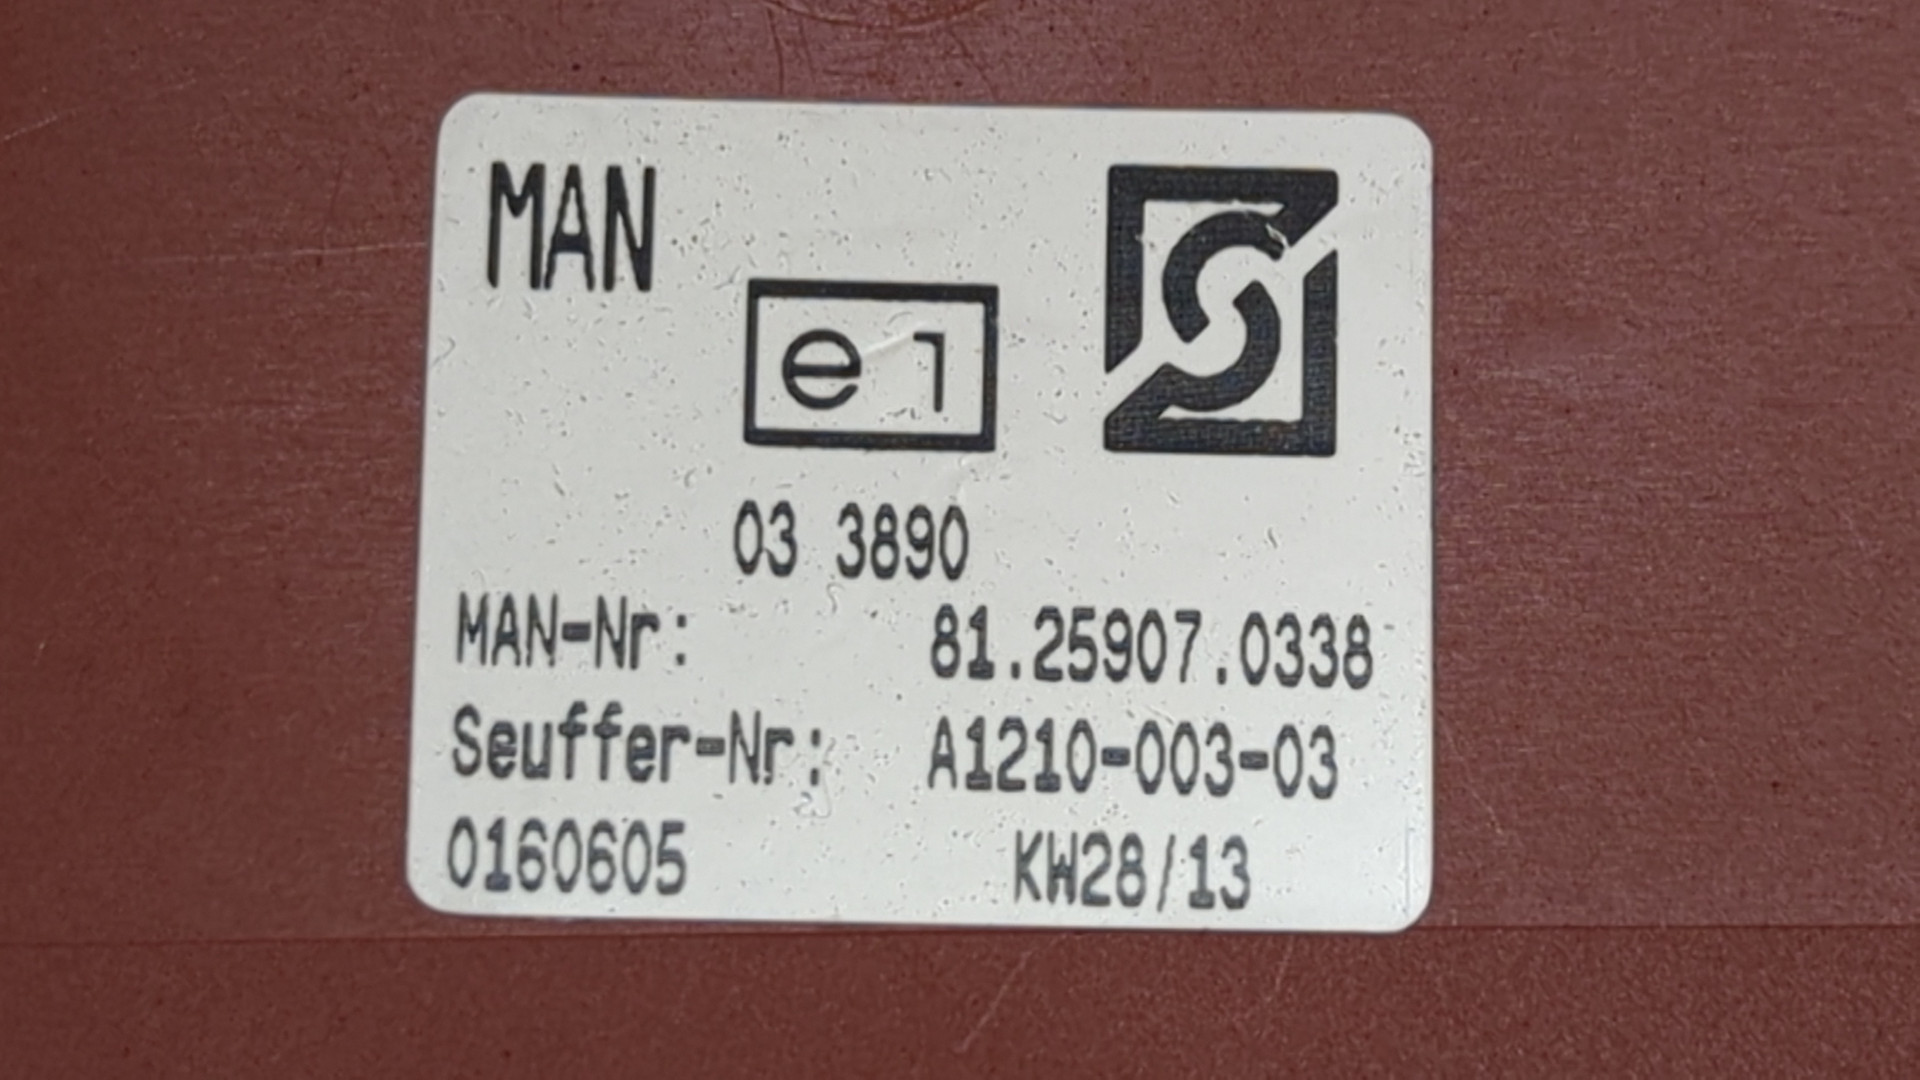 MAN
e1
03 3890
MAN-Nr: 81.25907.0338
Seuffer-Nr: A1210-003-03
0160605 KW28/13